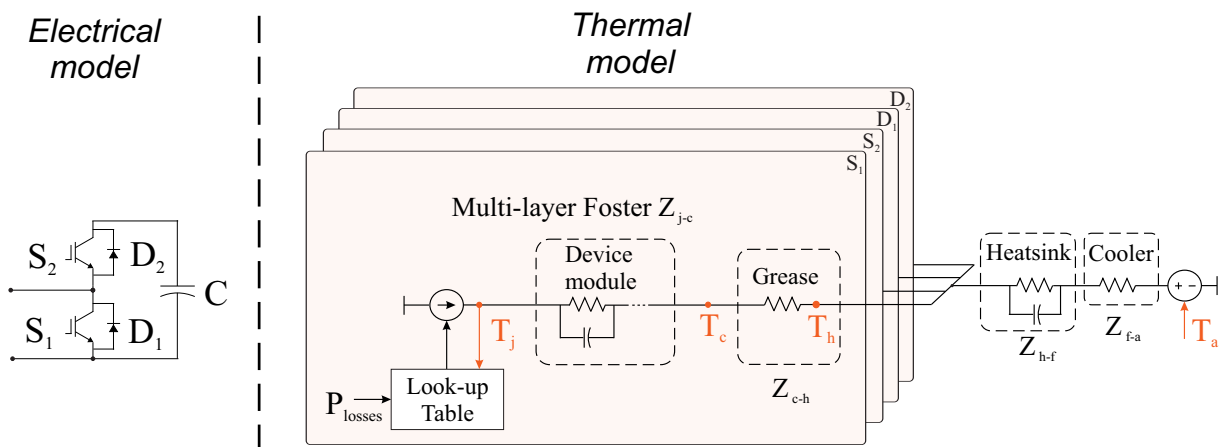 Electrical
model
Thermal
model
D2
D1
S2
S1
Multi-layer Foster Zj-c
Device
module
Grease
Heatsink
Cooler
S2
D2
C
S1
D1
Tj
Tc
Th
Zc-h
Zh-f
Zf-a
+ -
Ta
Plosses
Look-up
Table